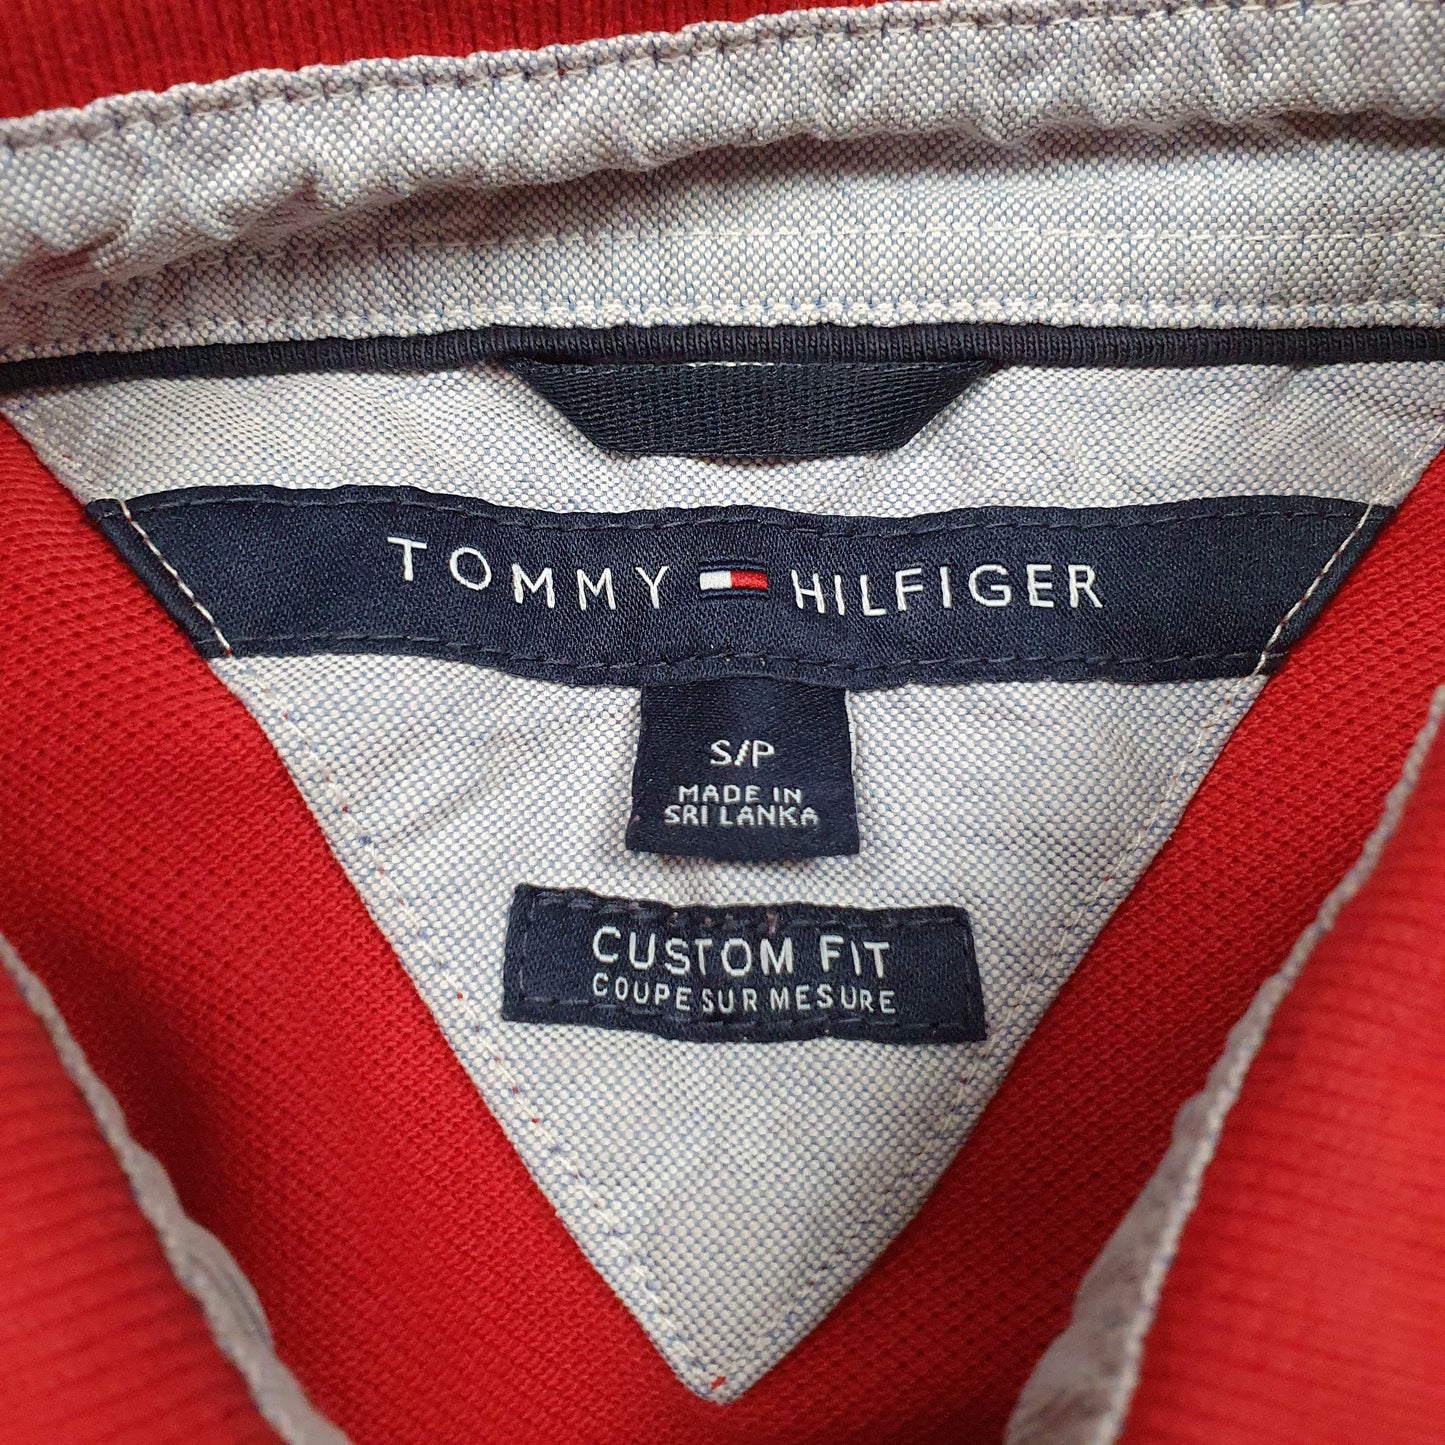 TOMMY HILFIGER
S/P
MADE IN
SRI LANKA
CUSTOM FIT
COUPE SUR MESURE